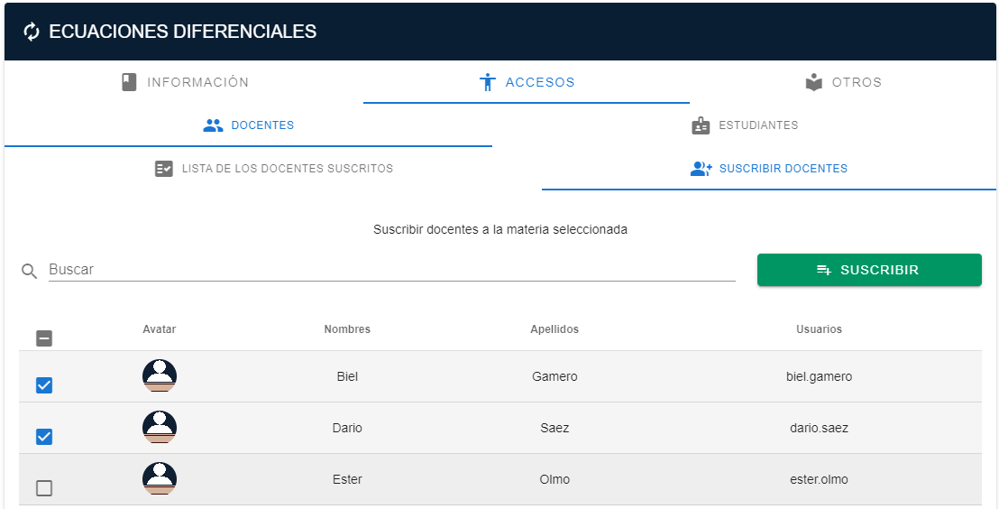 ECUACIONES DIFERENCIALES
INFORMACIÓN ACCESOS OTROS
DOCENTES ESTUDIANTES
LISTA DE LOS DOCENTES SUSCRITOS SUSCRIBIR DOCENTES
Suscribir docentes a la materia seleccionada
Buscar SUSCRIBIR
Avatar Nombres Apellidos Usuarios
Biel Gamero biel.gamero
Dario Saez dario.saez
Ester Olmo ester.olmo